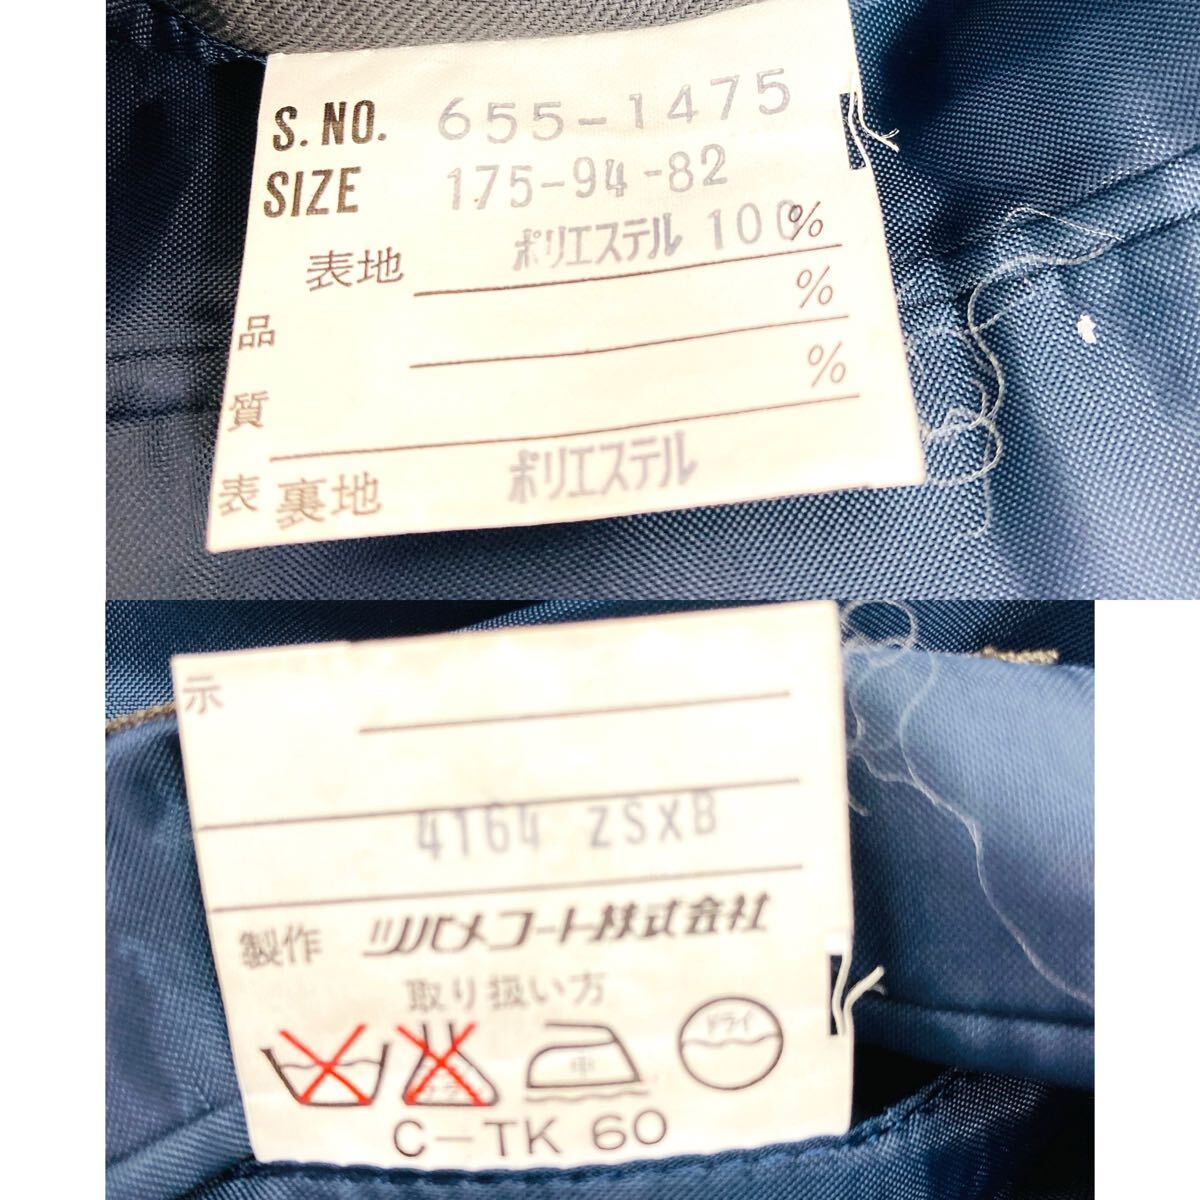 S. NO. 655-1475
SIZE 175-94-82
表地 ポリエステル 100%
%
%
品
質
表 裏地 ポリエステル
示
4164 ZSXB
製作 ツバメコート株式会社
取り扱い方
中
ドライ
C-TK 60